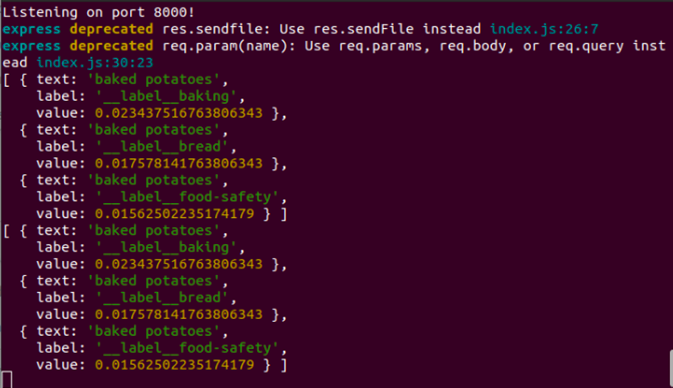 Listening on port 8000!
express deprecated res.sendfile: Use res.sendFile instead index.js:26:7
express deprecated req.param(name): Use req.params, req.body, or req.query inst
ead index.js:30:23
[ { text: 'baked potatoes',
    label: '__label__baking',
    value: 0.023437516763806343 },
  { text: 'baked potatoes',
    label: '__label__bread',
    value: 0.017578141763806343 },
  { text: 'baked potatoes',
    label: '__label__food-safety',
    value: 0.01562502235174179 } ]
[ { text: 'baked potatoes',
    label: '__label__baking',
    value: 0.023437516763806343 },
  { text: 'baked potatoes',
    label: '__label__bread',
    value: 0.017578141763806343 },
  { text: 'baked potatoes',
    label: '__label__food-safety',
    value: 0.01562502235174179 } ]